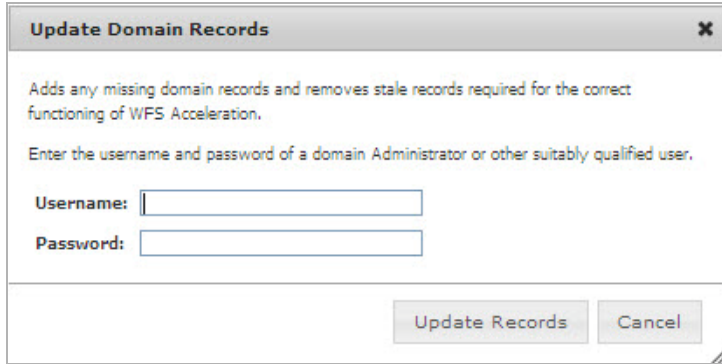 Update Domain Records
Adds any missing domain records and removes stale records required for the correct
functioning of WFS Acceleration.
Enter the username and password of a domain Administrator or other suitably qualified user.
Username:
Password:
Update Records Cancel